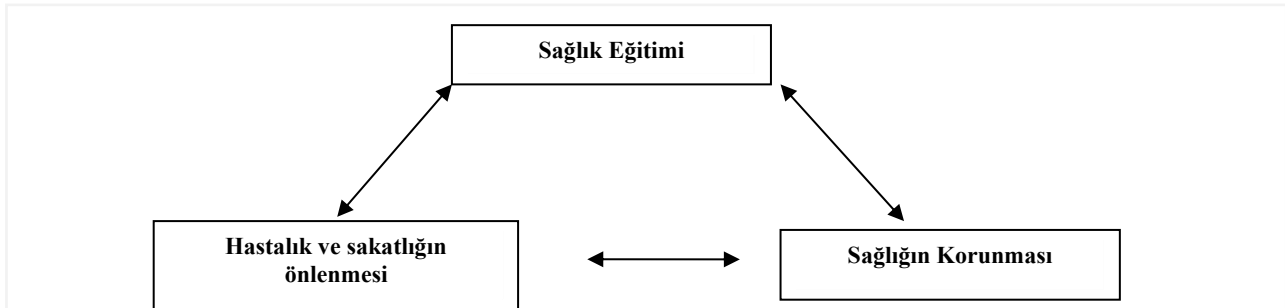 Sağlık Eğitimi
Hastalık ve sakatlığın
önlenmesi
Sağlığın Korunması